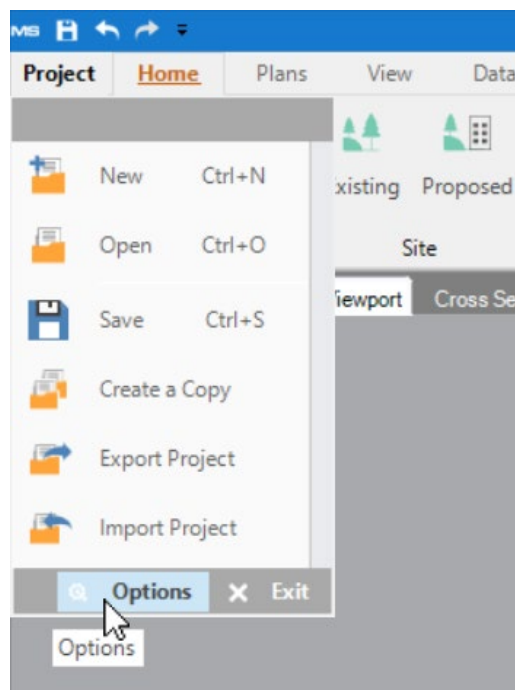 MS
Project Home Plans View Data
New Ctrl+N
Open Ctrl+O
Save Ctrl+S
Create a Copy
Export Project
Import Project
Options Exit
Options
xisting Proposed
Site
iewport Cross Se